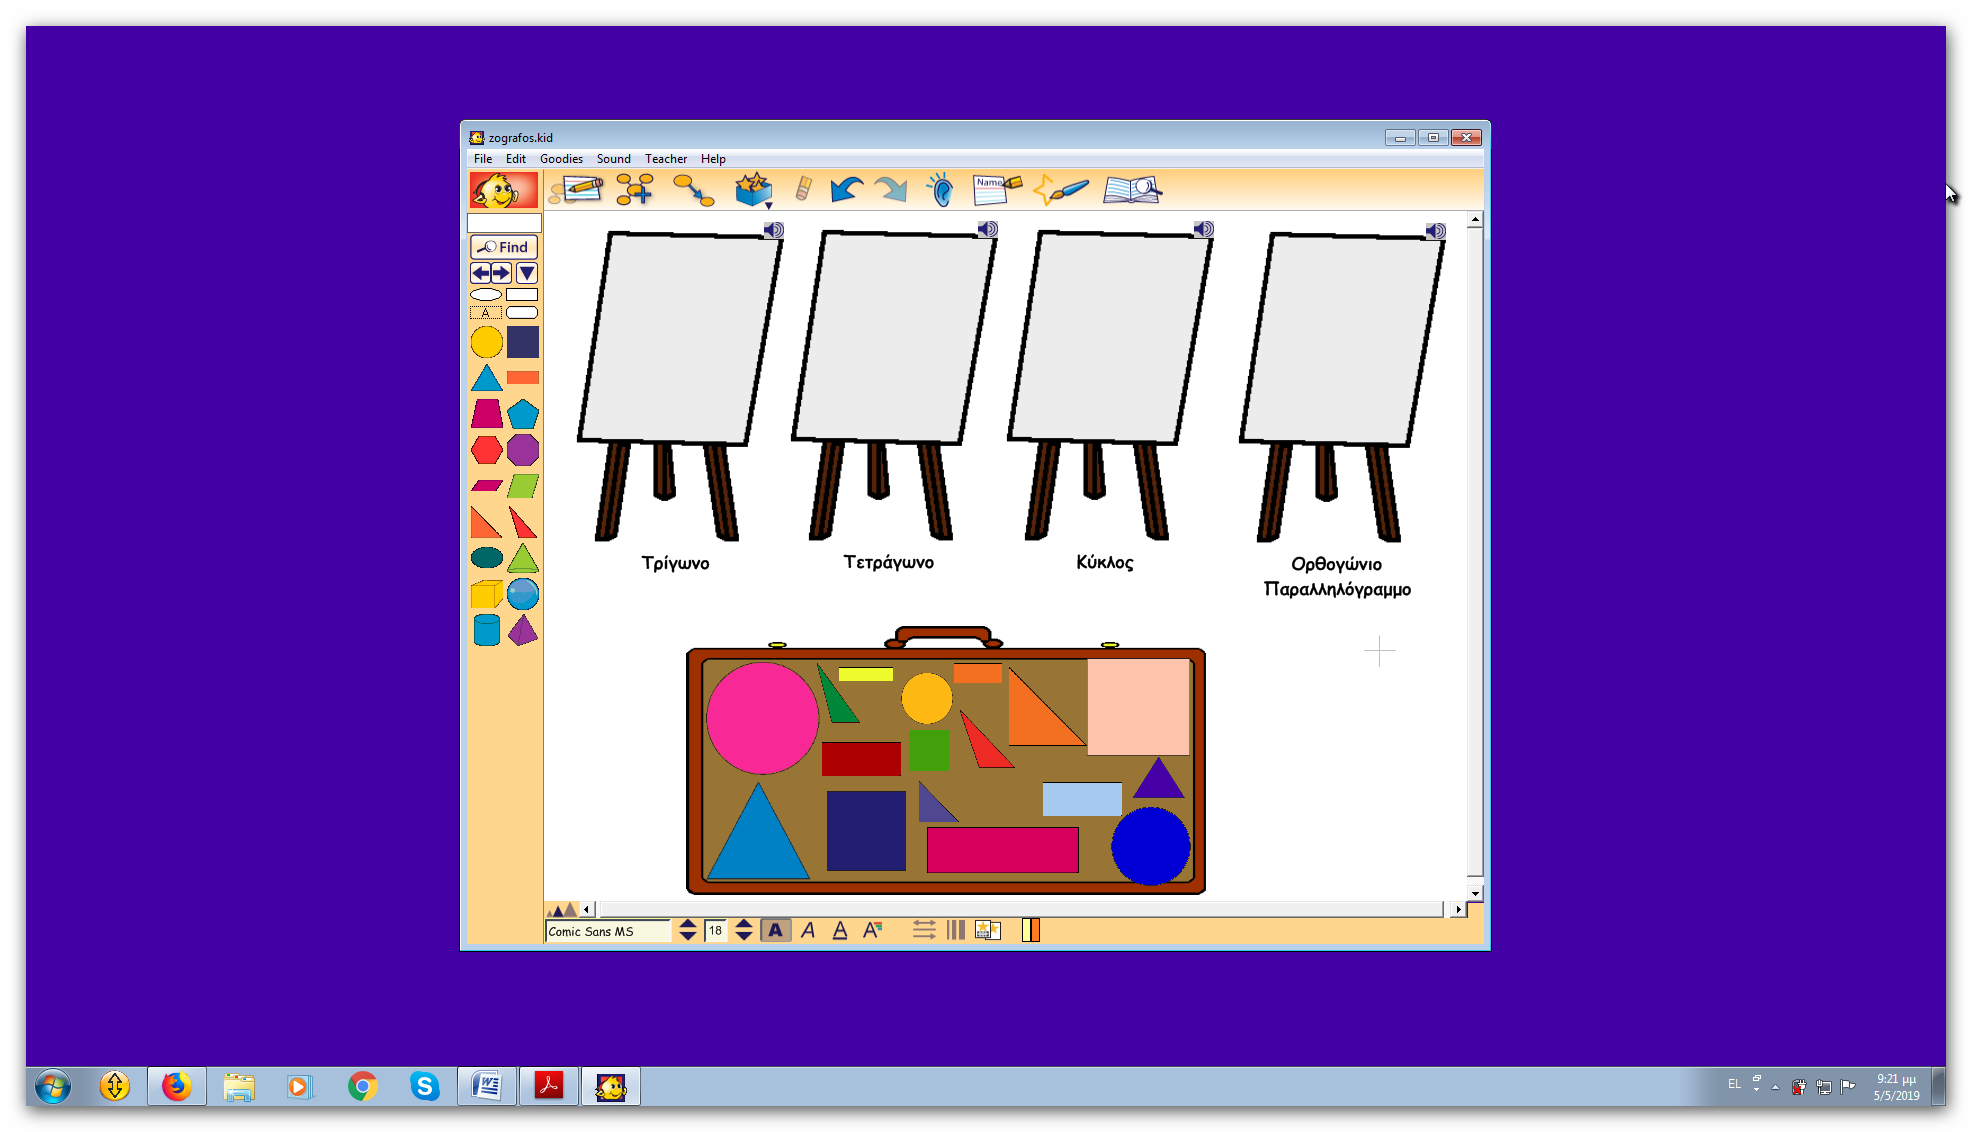 zografos.kid
File Edit Goodies Sound Teacher Help
Name
Find
A
Τρίγωνο
Τετράγωνο
Κύκλος
Ορθογώνιο
Παραλληλόγραμμο
Comic Sans MS 18 A A A A
EL
9:21 μμ
5/5/2019